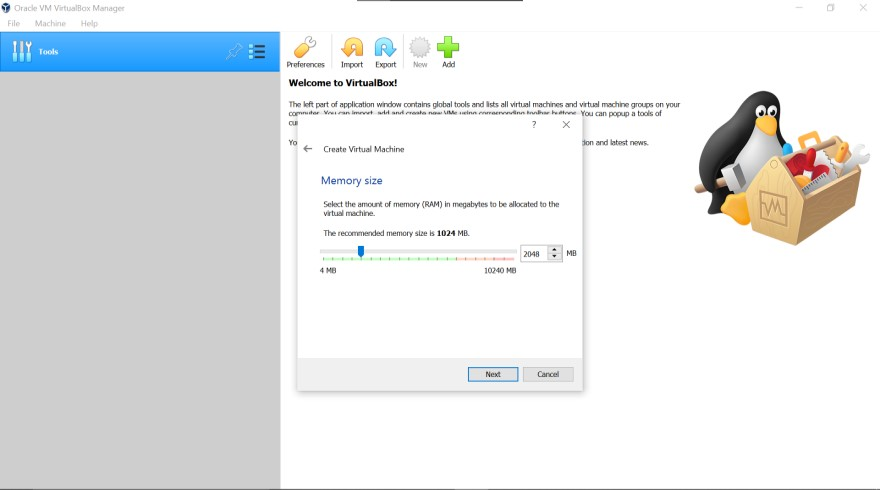 Oracle VM VirtualBox Manager
File Machine Help
Tools
Preferences Import Export New Add
Welcome to VirtualBox!
The left part of application window contains global tools and lists all virtual machines and virtual machine groups on your
computer. You can import, add and create new VMs using corresponding toolbar buttons. You can popup a tools of
cu
Yo
ion and latest news.
?
Create Virtual Machine
Memory size
Select the amount of memory (RAM) in megabytes to be allocated to the
virtual machine.
The recommended memory size is 1024 MB.
2048 MB
4 MB 10240 MB
Next Cancel